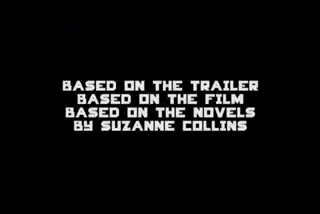 BASED ON THE TRAILER
BASED ON THE FILM
BASED ON THE NOVELS
BY SUZANNE COLLINS